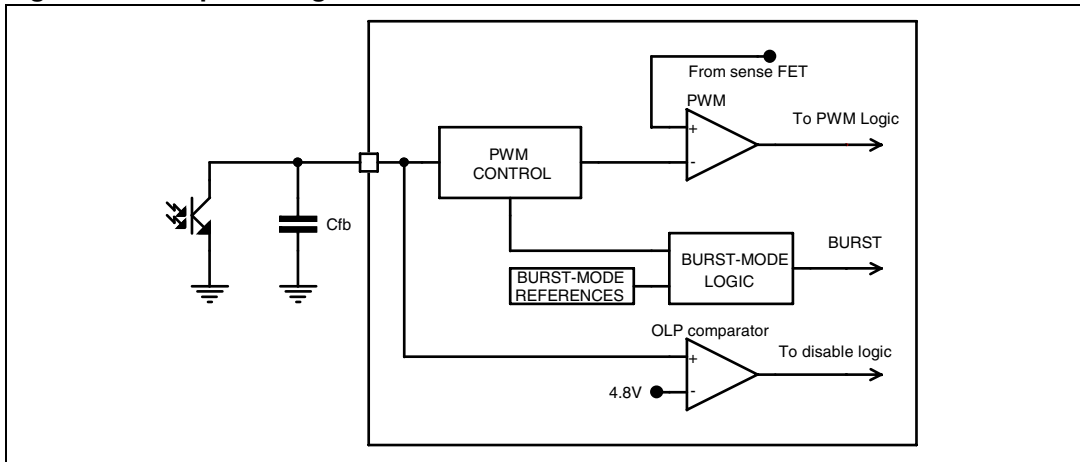 From sense FET
PWM
+
-
To PWM Logic
PWM
CONTROL
Cfb
BURST-MODE
LOGIC
BURST
BURST-MODE
REFERENCES
OLP comparator
+
-
4.8V
To disable logic